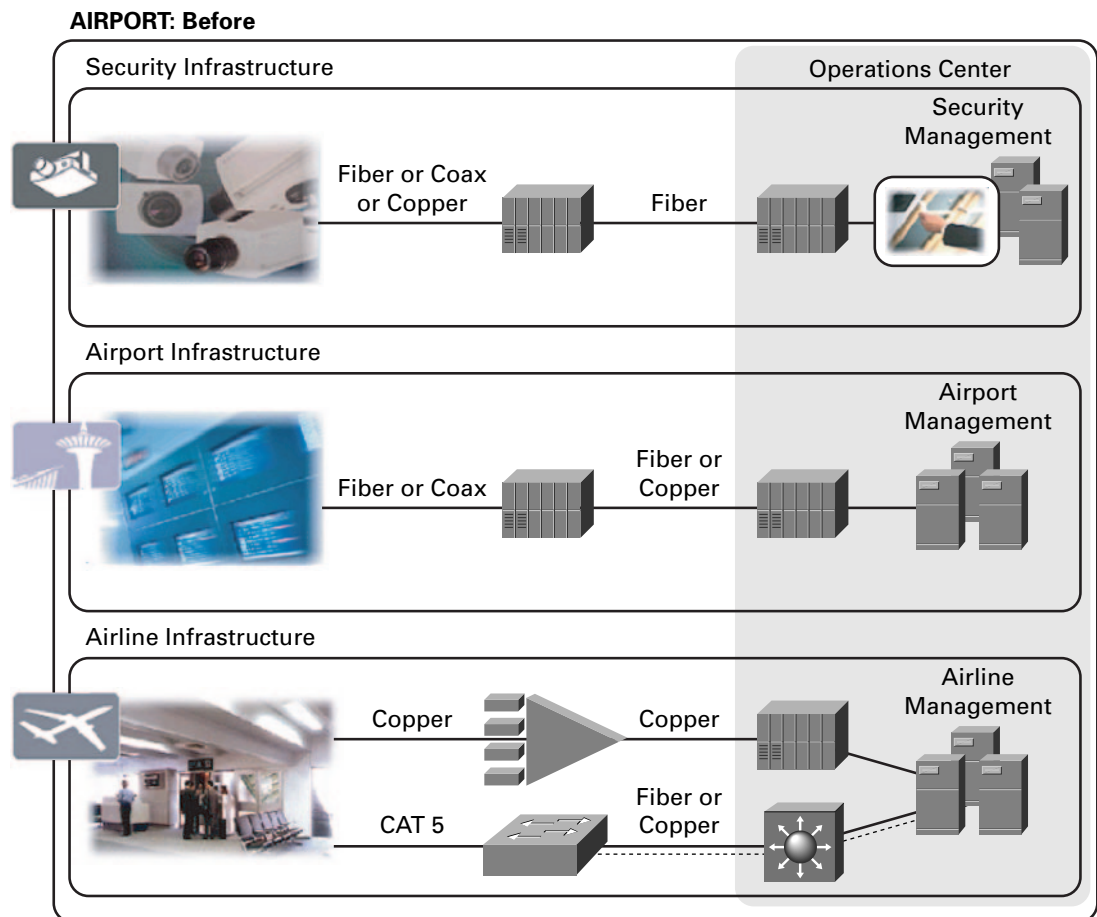 AIRPORT: Before
Security Infrastructure
Operations Center
Security
Management
Fiber or Coax
or Copper
Fiber
Airport Infrastructure
Airport
Management
Fiber or Coax
Fiber or
Copper
Airline Infrastructure
Airline
Management
Copper
Copper
CAT 5
Fiber or
Copper